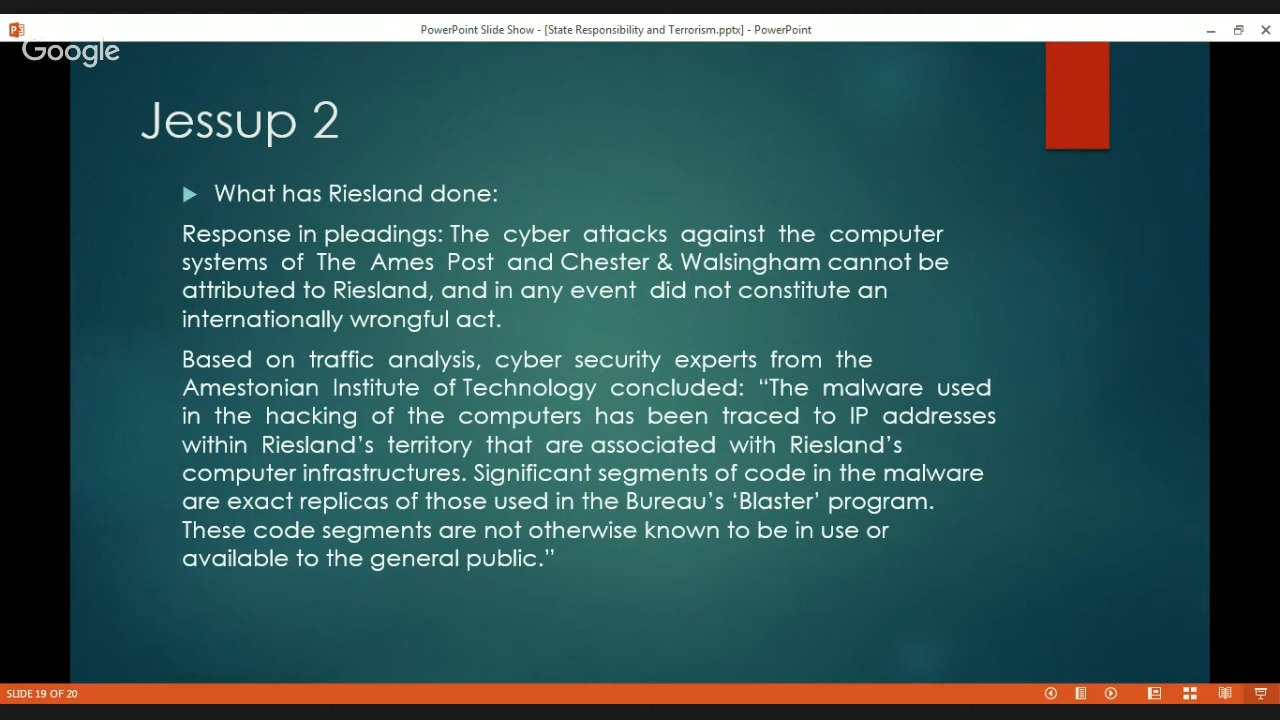 PowerPoint Slide Show - [State Responsibility and Terrorism.pptx] - PowerPoint
Google
Jessup 2
What has Riesland done:
Response in pleadings: The cyber attacks against the computer
systems of The Ames Post and Chester & Walsingham cannot be
attributed to Riesland, and in any event did not constitute an
internationally wrongful act.
Based on traffic analysis, cyber security experts from the
Amestonian Institute of Technology concluded: “The malware used
in the hacking of the computers has been traced to IP addresses
within Riesland’s territory that are associated with Riesland’s
computer infrastructures. Significant segments of code in the malware
are exact replicas of those used in the Bureau’s ‘Blaster’ program.
These code segments are not otherwise known to be in use or
available to the general public.”
SLIDE 19 OF 20